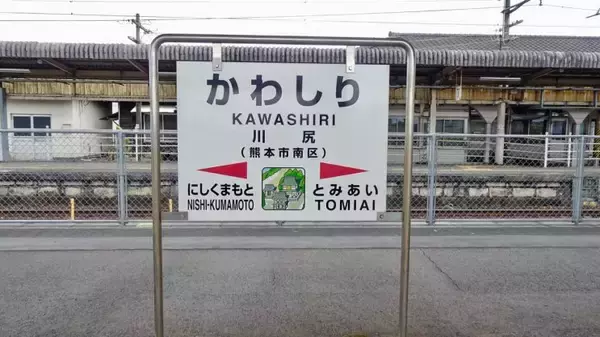 かわしり
KAWASHIRI
川尻
(熊本市南区)
にしくまもと とみあい
NISHI-KUMAMOTO TOMIAI